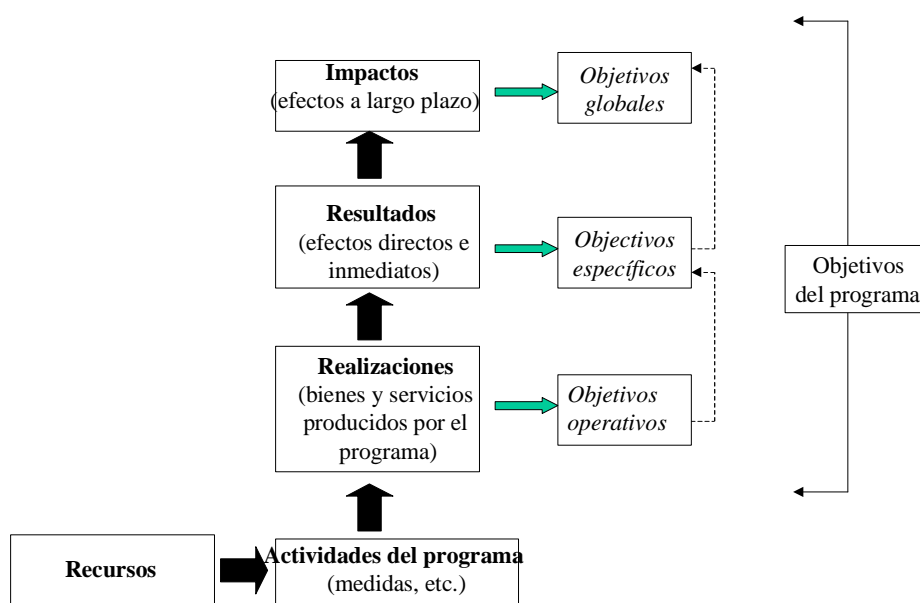 Impactos
(efectos a largo plazo)
Objetivos
globales
Resultados
(efectos directos e
inmediatos)
Objectivos
específicos
Objetivos
del programa
Realizaciones
(bienes y servicios
producidos por el
programa)
Objetivos
operativos
Recursos
Actividades del programa
(medidas, etc.)